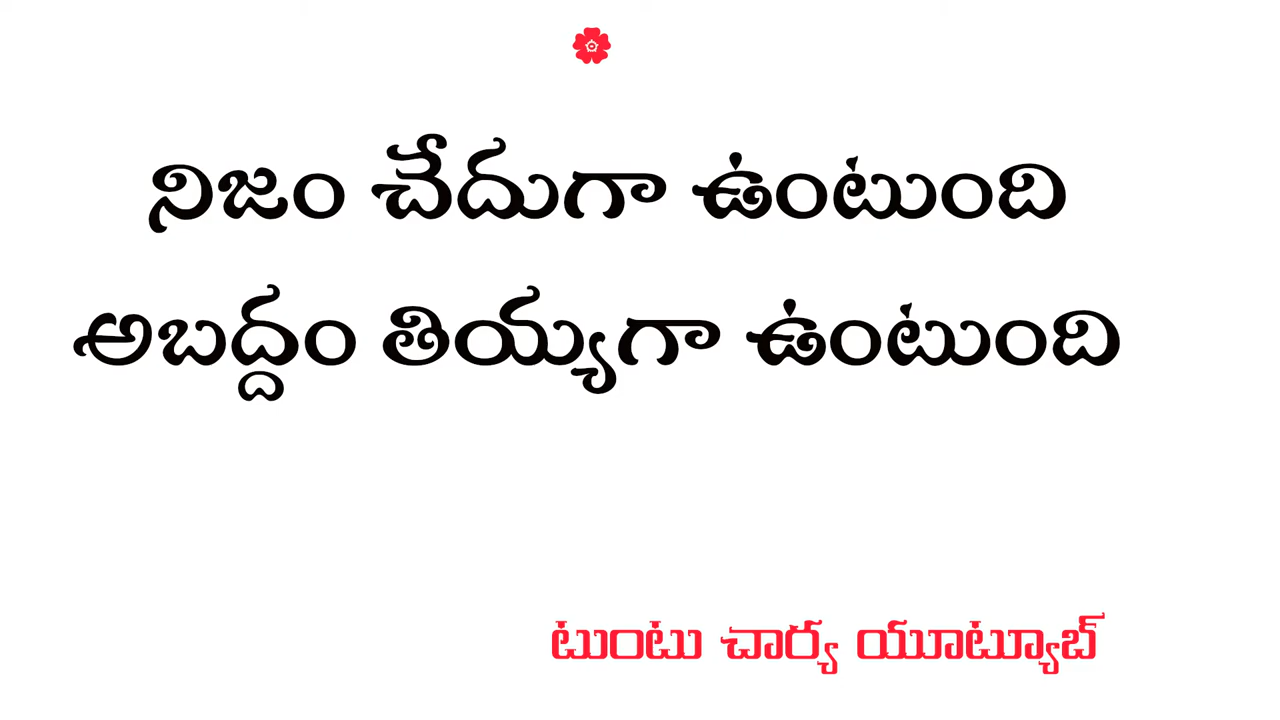 నిజం చేదుగా ఉంటుంది
అబద్దం తియ్యగా ఉంటుంది
టుంటు చార్య యూట్యూబ్